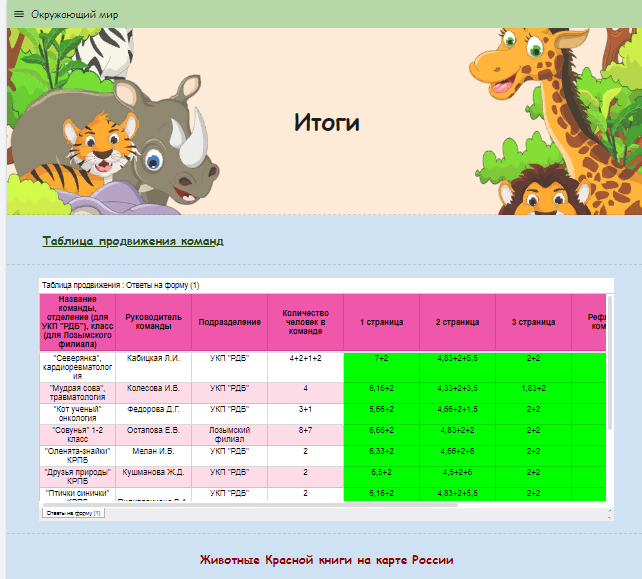 Окружающий мир
Итоги
Таблица продвижения команд
Таблица продвижения : Ответы на форму (1)
Название команды, отделение (для УКП "РДБ"), класс (для Лозымского филиала) Руководитель команды Подразделение Количество человек в команде 1 страница 2 страница 3 страница
"Северянка", кардиоревматология Кабицкая Л.И. УКП "РДБ" 4+2+1+2 7+2 4,83+2+5,5 2+2
"Мудрая сова", травматология Колесова И.В. УКП "РДБ" 4 6,16+2 4,33+2+3,5 1,83+2
"Кот ученый" онкология Федорова Д.Г. УКП "РДБ" 3+1 5,66+2 4,66+2+1,5 2+2
"Совунья" 1-2 класс Остапова Е.В. Лозымский филиал 8+7 6,66+2 4,83+2+2 2+2
"Оленята-знайки" КРПБ Мелан И.В. УКП "РДБ" 2 6,33+2 4,66+2+6 2+2
"Друзья природы" КРПБ Кушманова Ж.Д. УКП "РДБ" 2 6,5+2 4,5+2+6 2+2
"Птички синички" КРПБ УКП "РДБ" 2 6,16+2 4,83+2+5,5 2+2
Ответы на форму (1)
Животные Красной книги на карте России